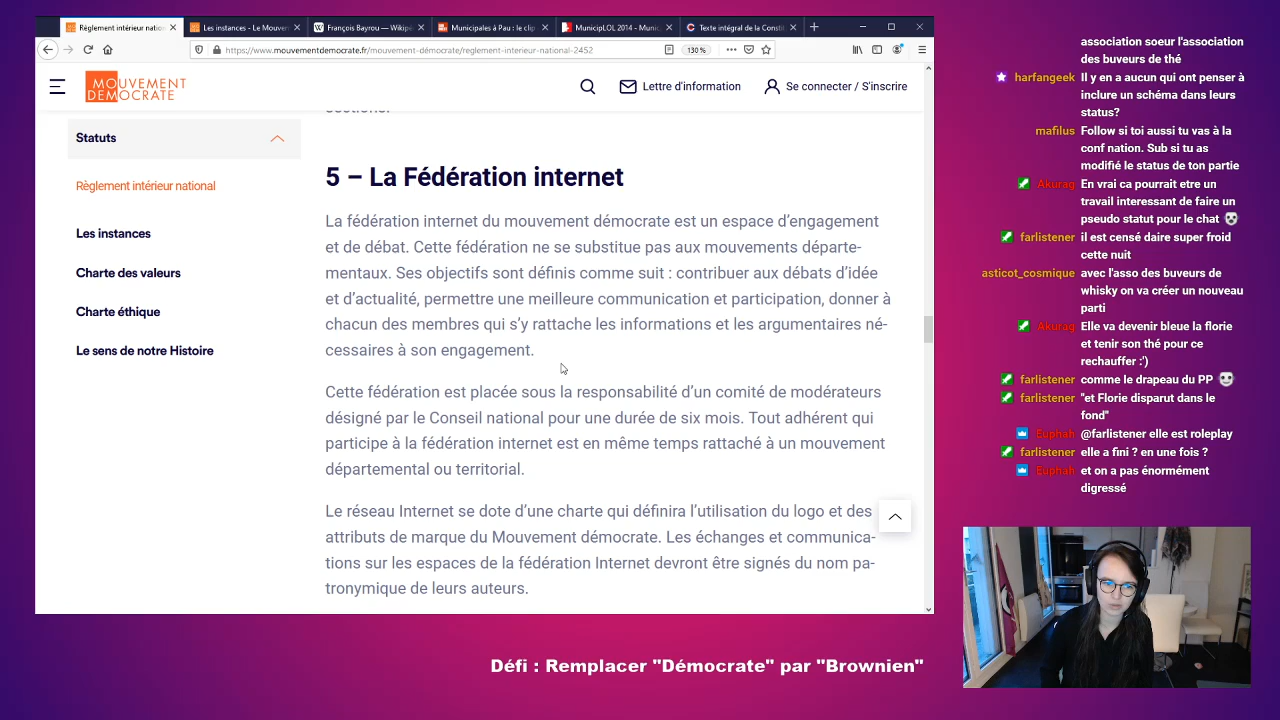 Règlement intérieur natio
Les instances - Le Mouve
François Bayrou — Wikipé
Municipales à Pau : le clip
MunicipLOL 2014 - Munic
Texte intégral de la Const
https://www.mouvementdemocrate.fr/mouvement-démocrate/reglement-interieur-national-2452
130 %
MOUVEMENT
DEMOCRATE
Lettre d'information
Se connecter / S'inscrire
Statuts
Règlement intérieur national
Les instances
Charte des valeurs
Charte éthique
Le sens de notre Histoire
5 – La Fédération internet
La fédération internet du mouvement démocrate est un espace d’engagement
et de débat. Cette fédération ne se substitue pas aux mouvements départe-
mentaux. Ses objectifs sont définis comme suit : contribuer aux débats d’idée
et d’actualité, permettre une meilleure communication et participation, donner à
chacun des membres qui s’y rattache les informations et les argumentaires né-
cessaires à son engagement.
Cette fédération est placée sous la responsabilité d’un comité de modérateurs
désigné par le Conseil national pour une durée de six mois. Tout adhérent qui
participe à la fédération internet est en même temps rattaché à un mouvement
départemental ou territorial.
Le réseau Internet se dote d’une charte qui définira l’utilisation du logo et des
attributs de marque du Mouvement démocrate. Les échanges et communica-
tions sur les espaces de la fédération Internet devront être signés du nom pa-
tronymique de leurs auteurs.
association soeur l'association
des buveurs de thé
harfangeek Il y en a aucun qui ont penser à
inclure un schéma dans leurs
status?
mafilus Follow si toi aussi tu vas à la
conf nation. Sub si tu as
modifié le status de ton partie
Akurag En vrai ca pourrait etre un
travail interessant de faire un
pseudo statut pour le chat
farlistener il est censé daire super froid
cette nuit
asticot_cosmique avec l'asso des buveurs de
whisky on va créer un nouveau
parti
Akurag Elle va devenir bleue la florie
et tenir son thé pour ce
rechauffer :')
farlistener comme le drapeau du PP
farlistener "et Florie disparut dans le
fond"
Euphah @farlistener elle est roleplay
farlistener elle a fini ? en une fois ?
Euphah et on a pas énormément
digressé
Défi : Remplacer "Démocrate" par "Brownien"